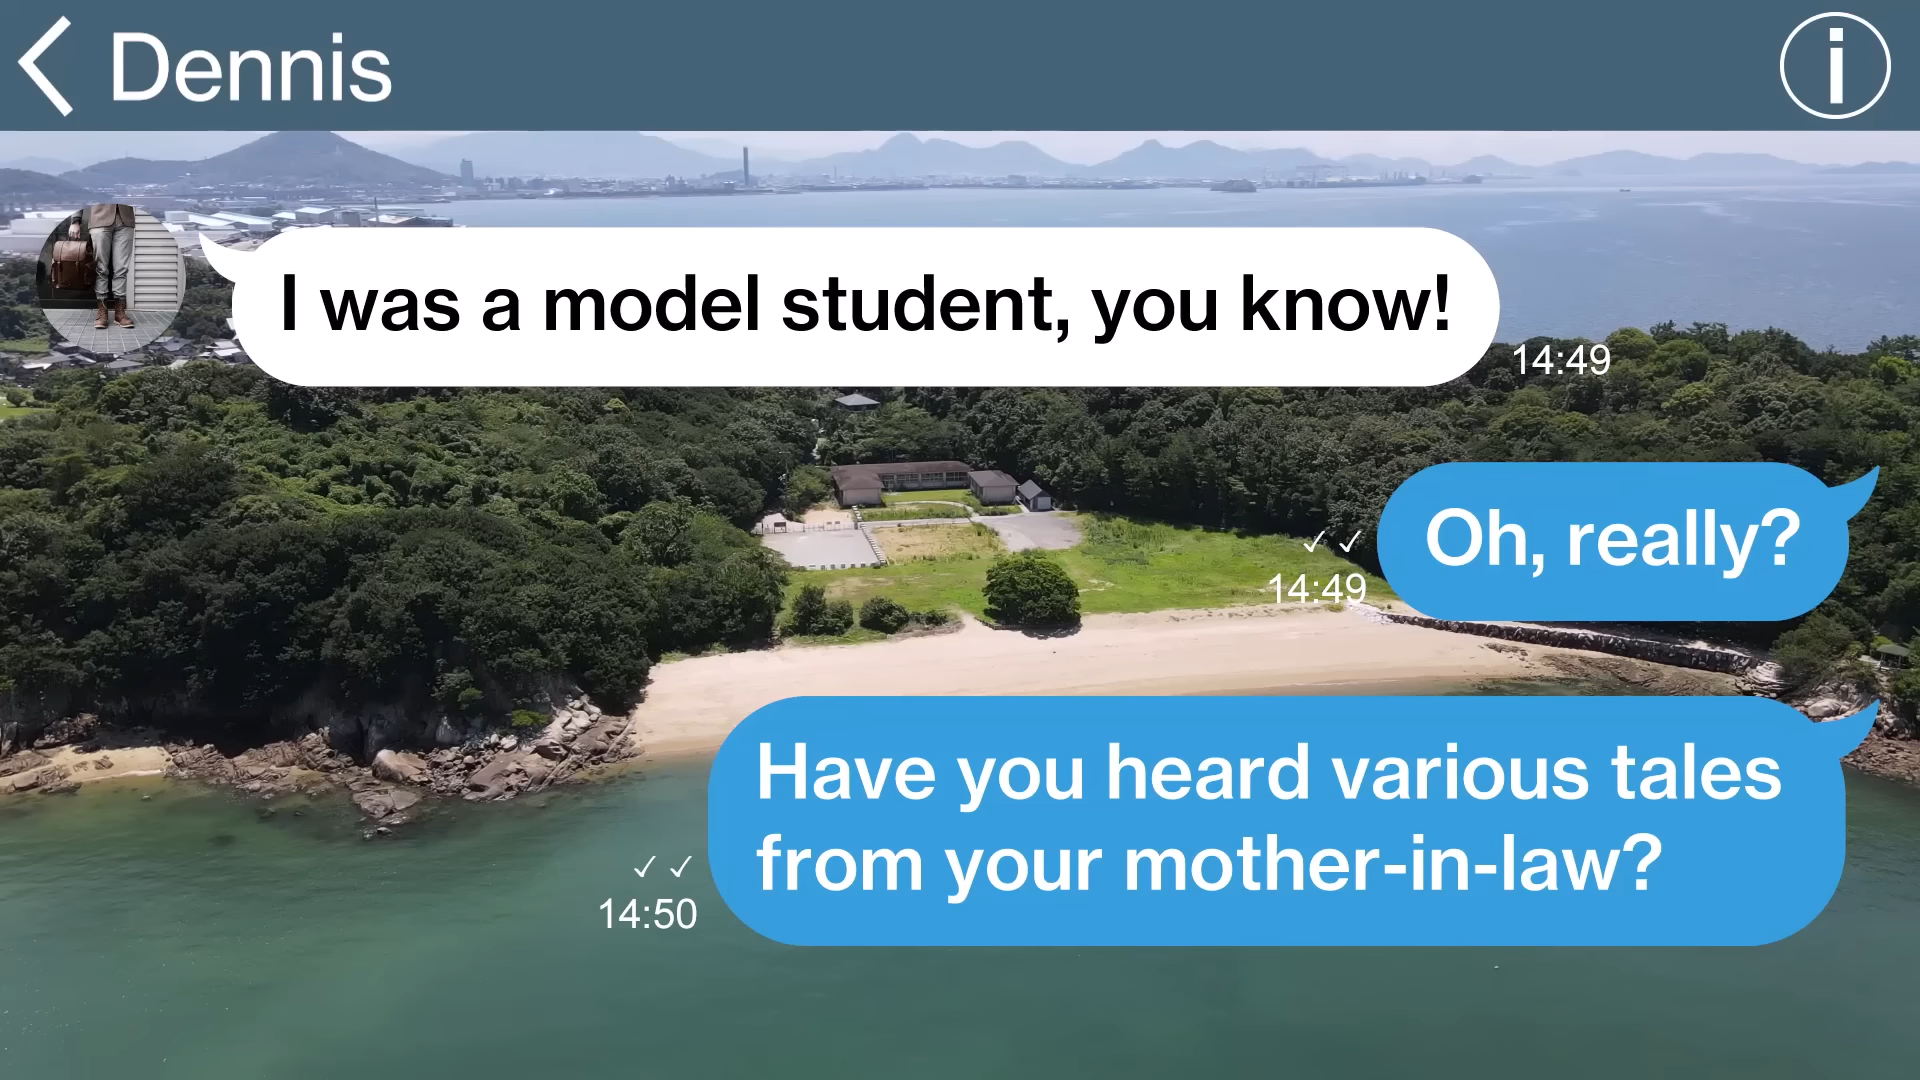 Dennis
I was a model student, you know!
14:49
Oh, really?
14:49
Have you heard various tales
from your mother-in-law?
14:50